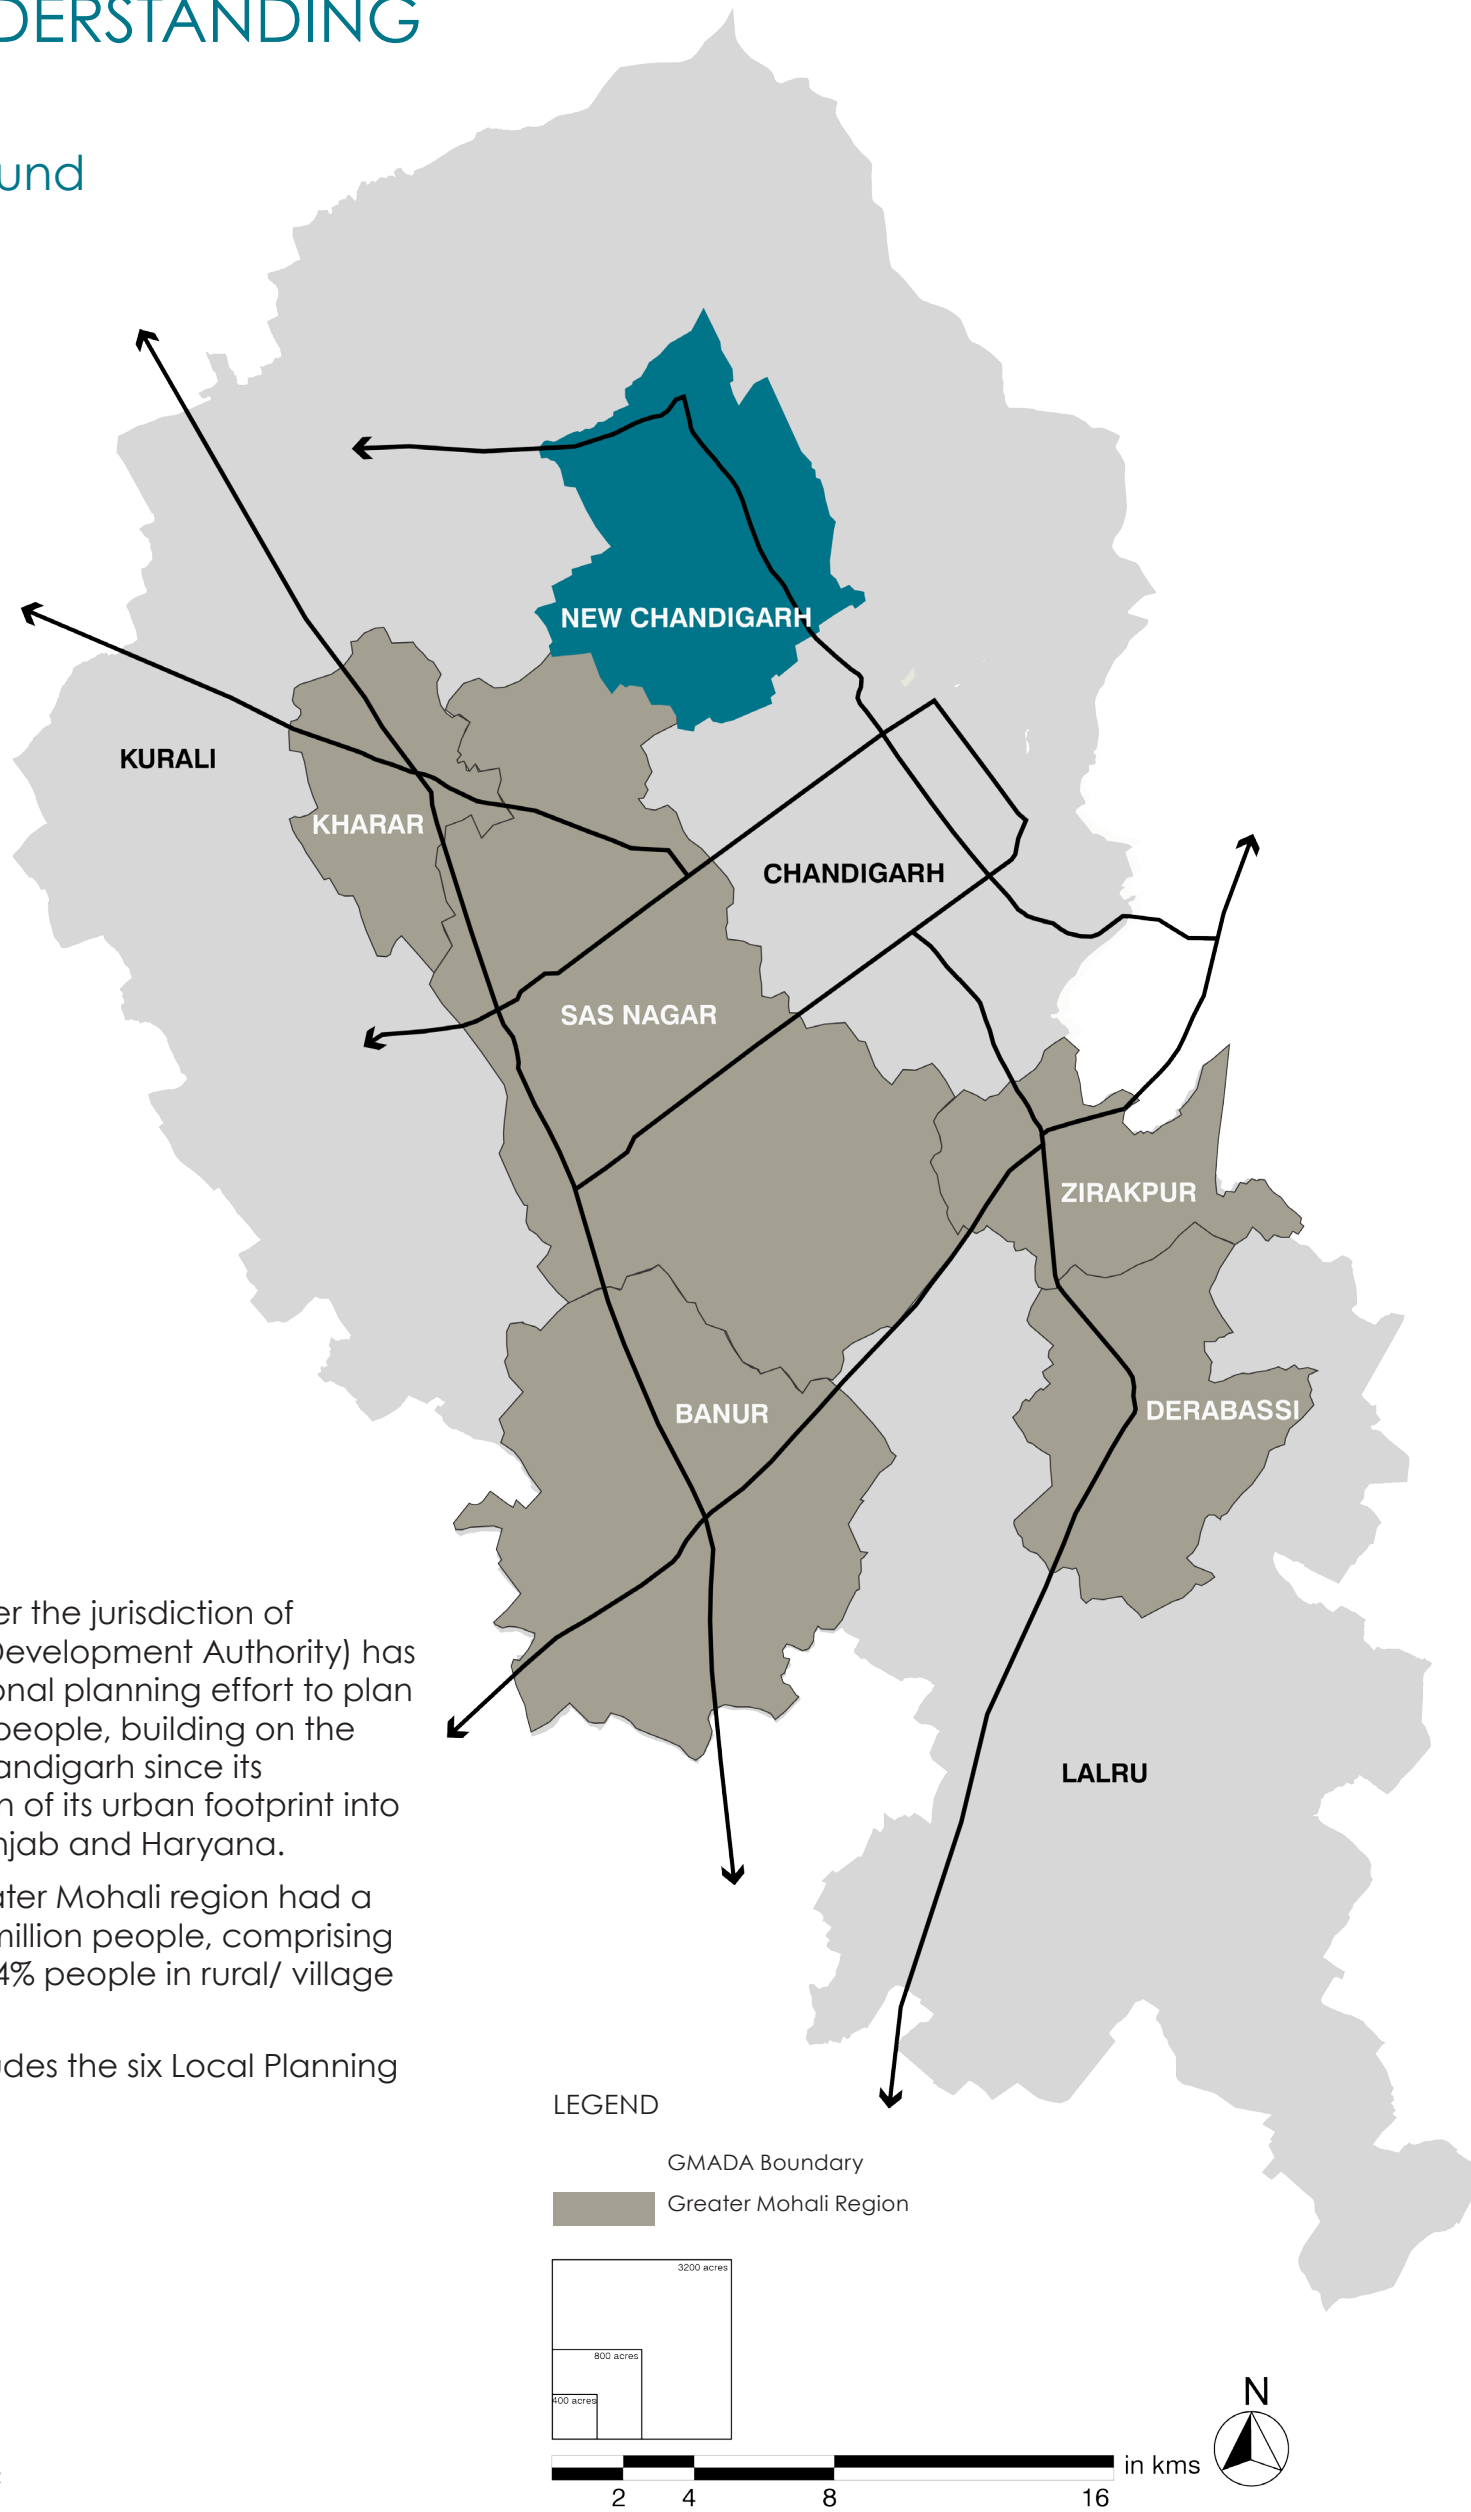 DERSTANDING
und
NEW CHANDIGARH
KURALI
KHARAR
CHANDIGARH
SAS NAGAR
ZIRAKPUR
BANUR
DERABASSI
er the jurisdiction of
Development Authority) has
onal planning effort to plan
people, building on the
andigarh since its
n of its urban footprint into
njab and Haryana.
ater Mohali region had a
million people, comprising
4% people in rural/ village
udes the six Local Planning
LALRU
LEGEND
GMADA Boundary
Greater Mohali Region
3200 acres
800 acres
400 acres
N
in kms
2 4 8 16